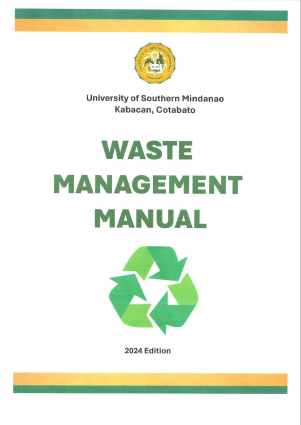 University of Southern Mindanao
Kabacan, Cotabato
WASTE
MANAGEMENT
MANUAL
2024 Edition